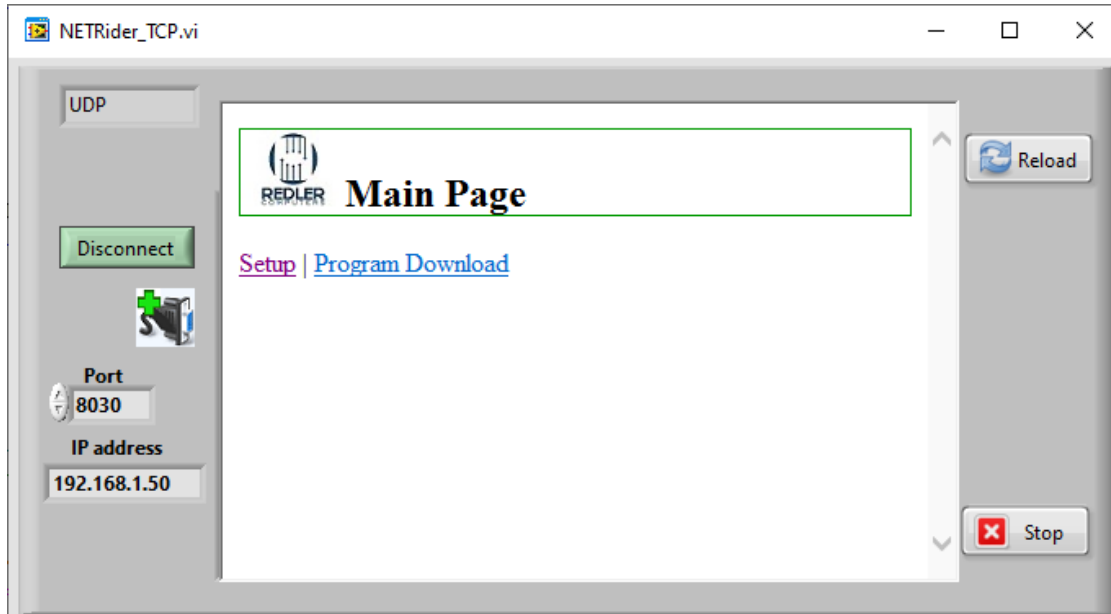 NETRider_TCP.vi
UDP
REDLER
COMPUTERS
Main Page
Reload
Disconnect
Setup | Program Download
Port
8030
IP address
192.168.1.50
Stop